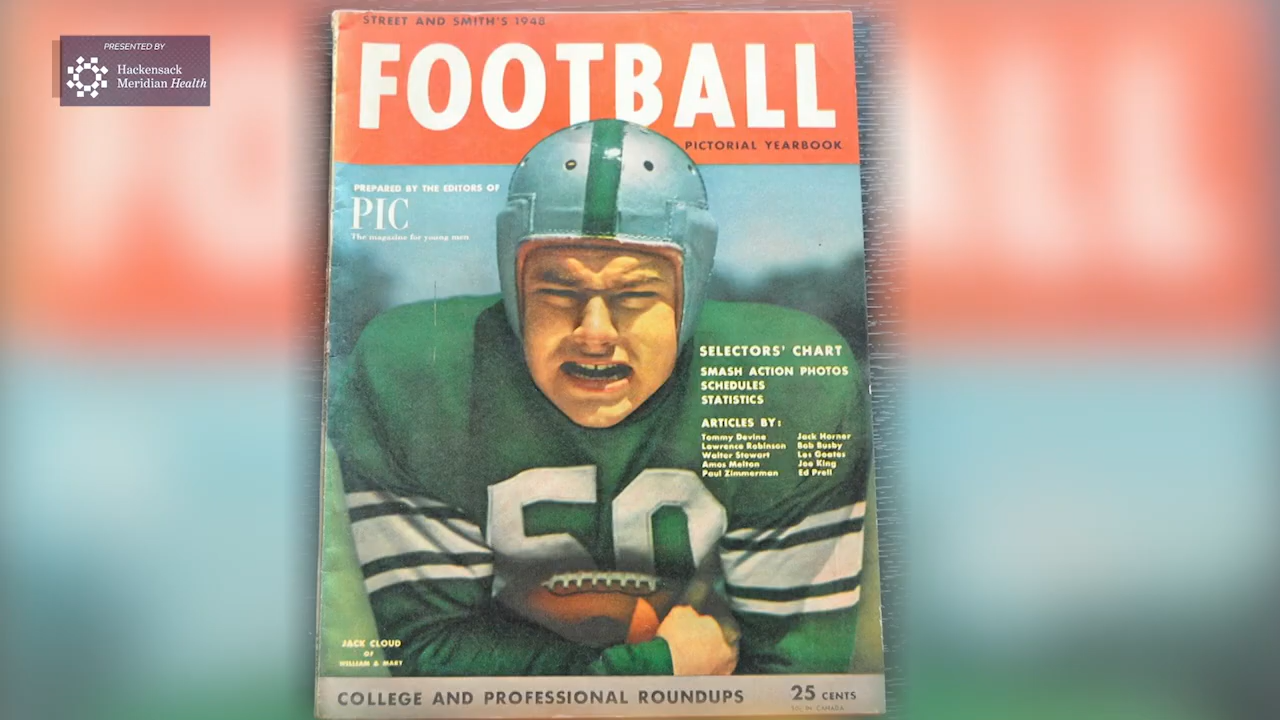 PRESENTED BY
Hackensack
Meridian Health
STREET AND SMITH'S 1948
FOOTBALL
PICTORIAL YEARBOOK
PREPARED BY THE EDITORS OF
PIC
The magazine for young men
SELECTORS' CHART
SMASH ACTION PHOTOS
SCHEDULES
STATISTICS
ARTICLES BY:
Tommy Devine Jack Horner
Lawrence Robinson Bob Busby
Walter Stewart Les Goates
Amos Melton Joe King
Paul Zimmerman Ed Prell
50
JACK CLOUD
OF
WILLIAM & MARY
COLLEGE AND PROFESSIONAL ROUNDUPS
25 CENTS
IN CANADA